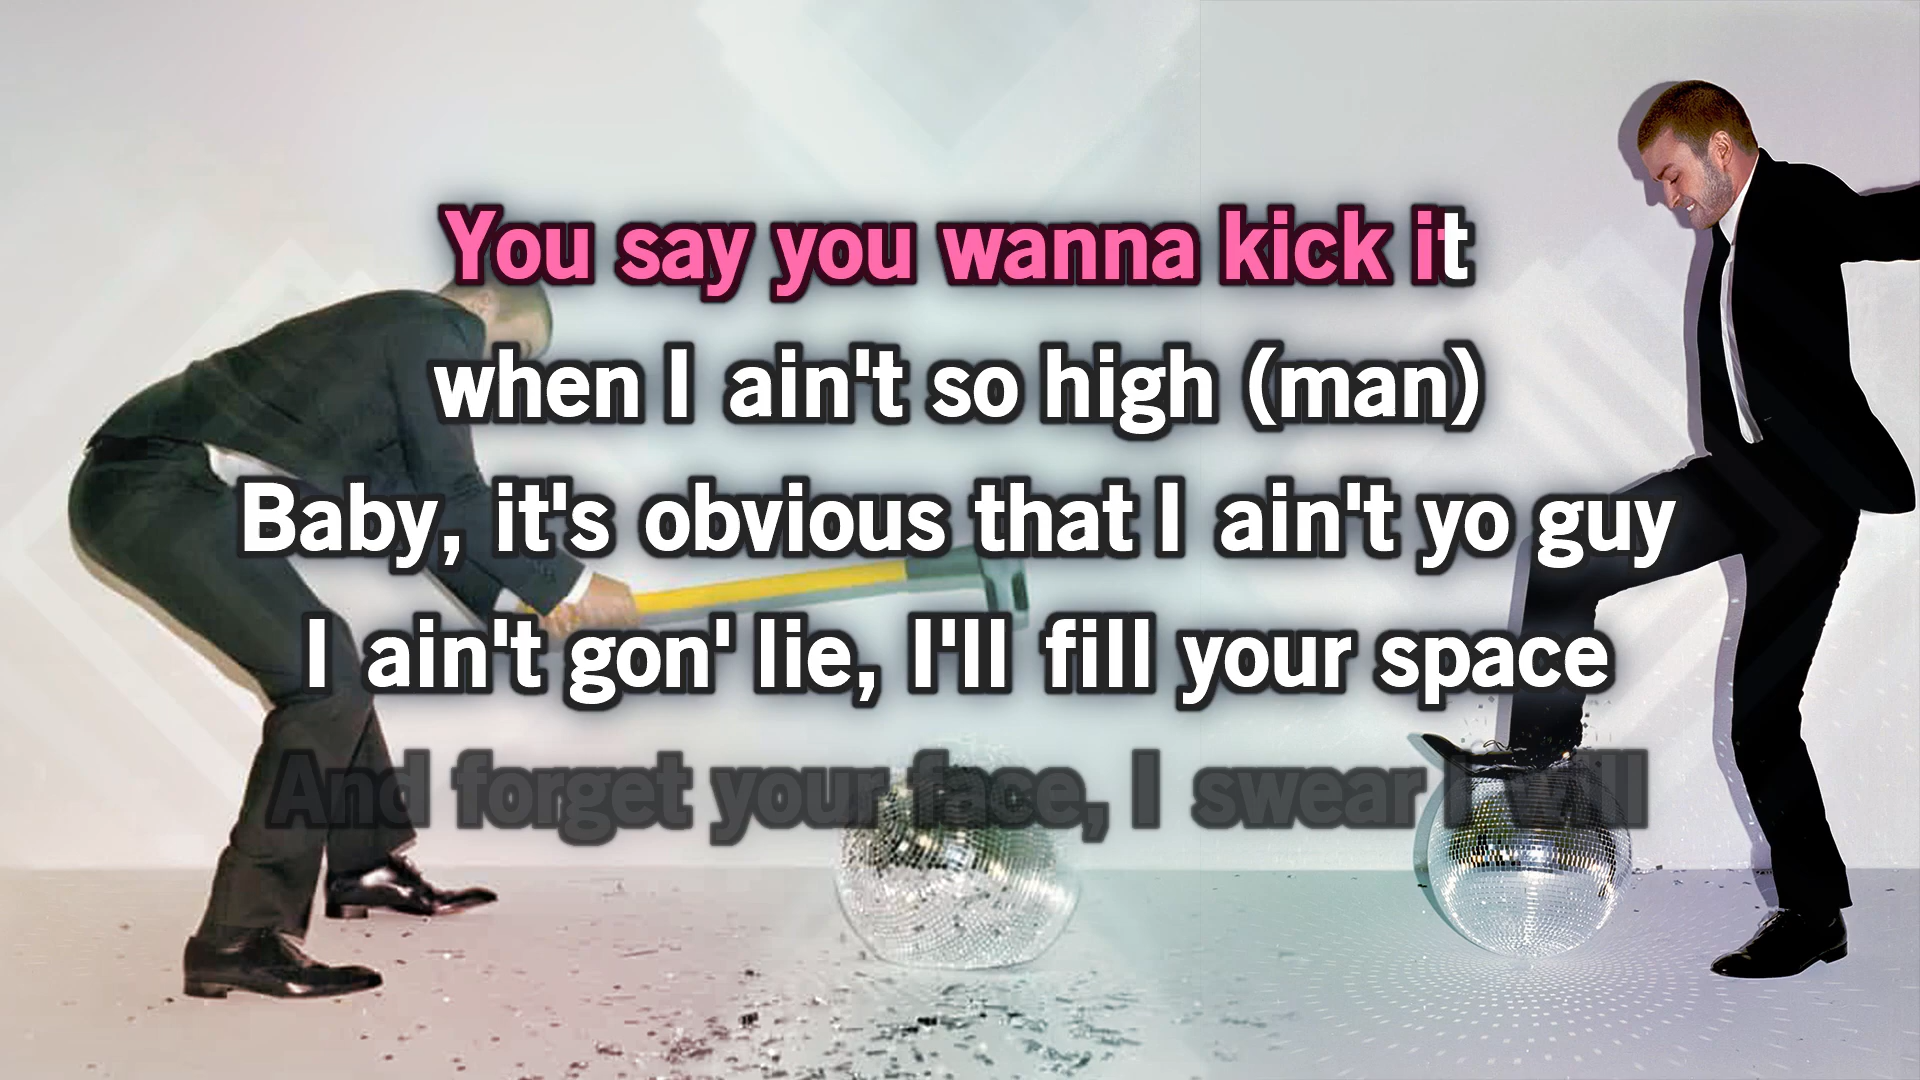 You say you wanna kick it
when I ain't so high (man)
Baby, it's obvious that I ain't yo guy
I ain't gon' lie, I'll fill your space
And forget your face, I swear I will